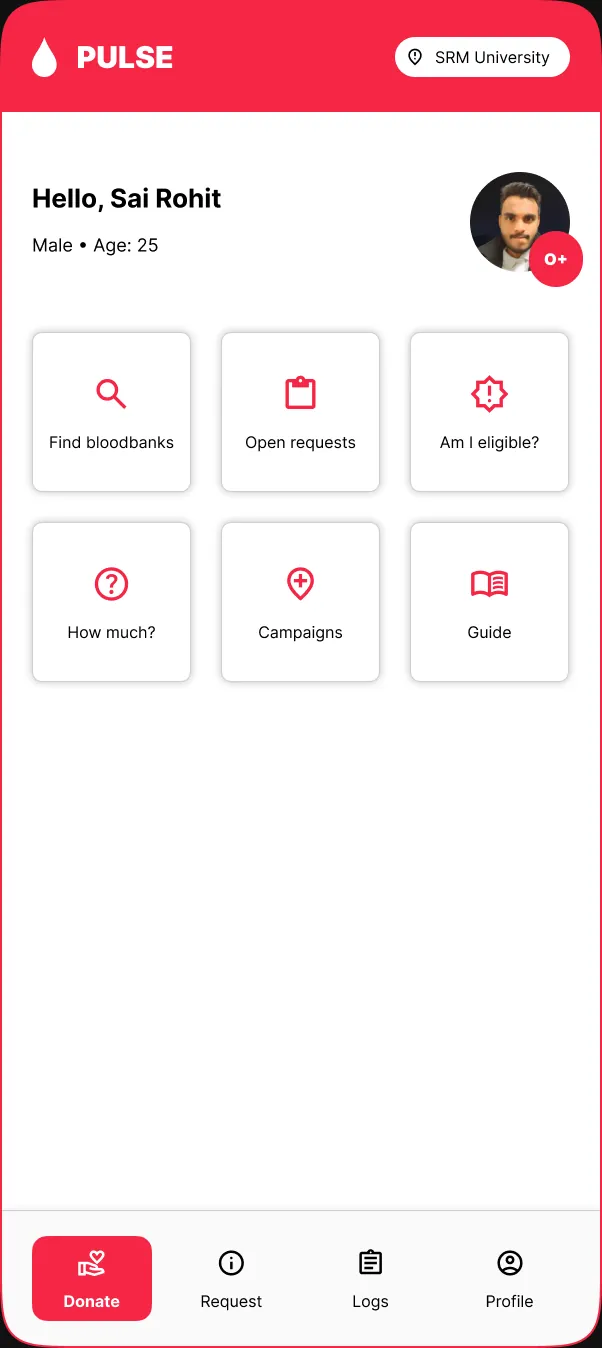 PULSE
SRM University
Hello, Sai Rohit
Male • Age: 25
O+
Find bloodbanks
Open requests
Am I eligible?
How much?
Campaigns
Guide
Donate
Request
Logs
Profile